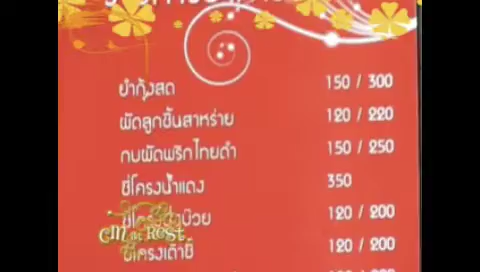 ยำกุ้งสด 150 / 300
ผัดลูกชิ้นสาหร่าย 120 / 220
กบผัดพริกไทยดำ 150 / 250
ซี่โครงน้ำแดง 350
บ๊วย 120 / 200
ซี่โครงเต้าซี่ 120 / 200